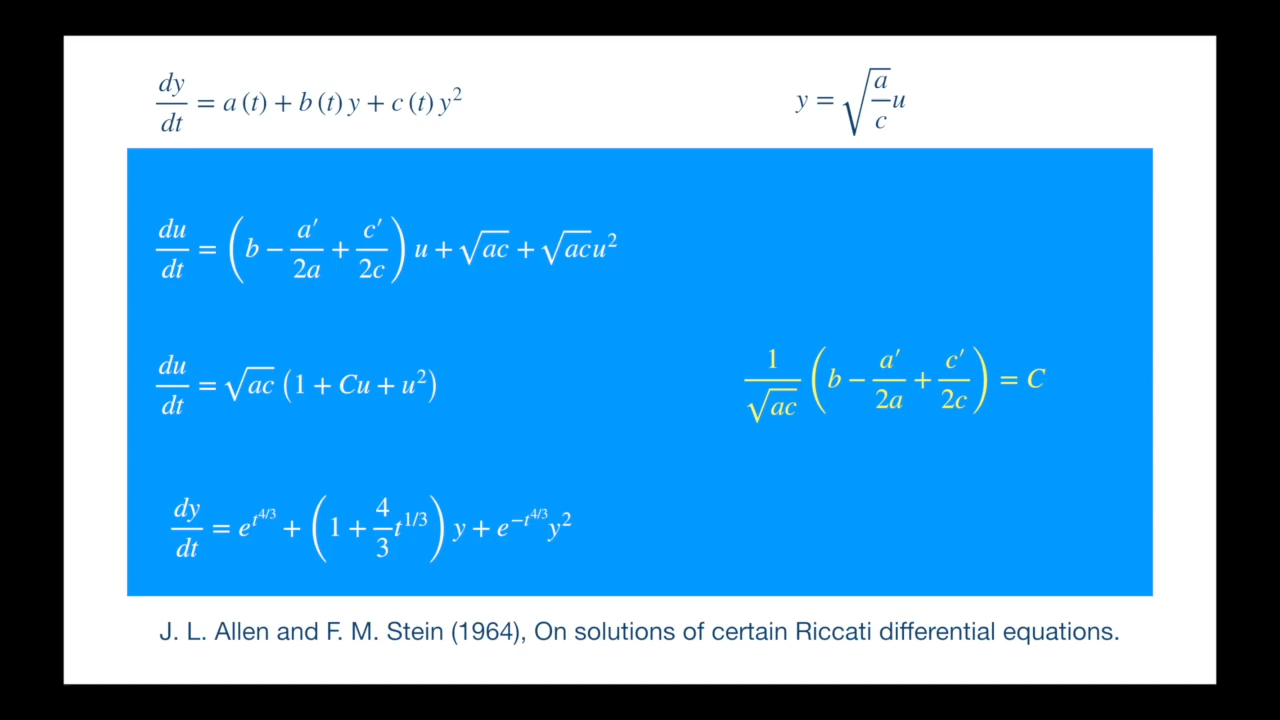 dy/dt = a (t) + b (t) y + c (t) y²
y = √(a/c) u
du/dt = (b − a′/2a + c′/2c) u + √ac + √ac u²
du/dt = √ac (1 + Cu + u²)
1/√ac (b − a′/2a + c′/2c) = C
dy/dt = e^(t^(4/3)) + (1 + 4/3 t^(1/3)) y + e^(−t^(4/3)) y²
J. L. Allen and F. M. Stein (1964), On solutions of certain Riccati differential equations.